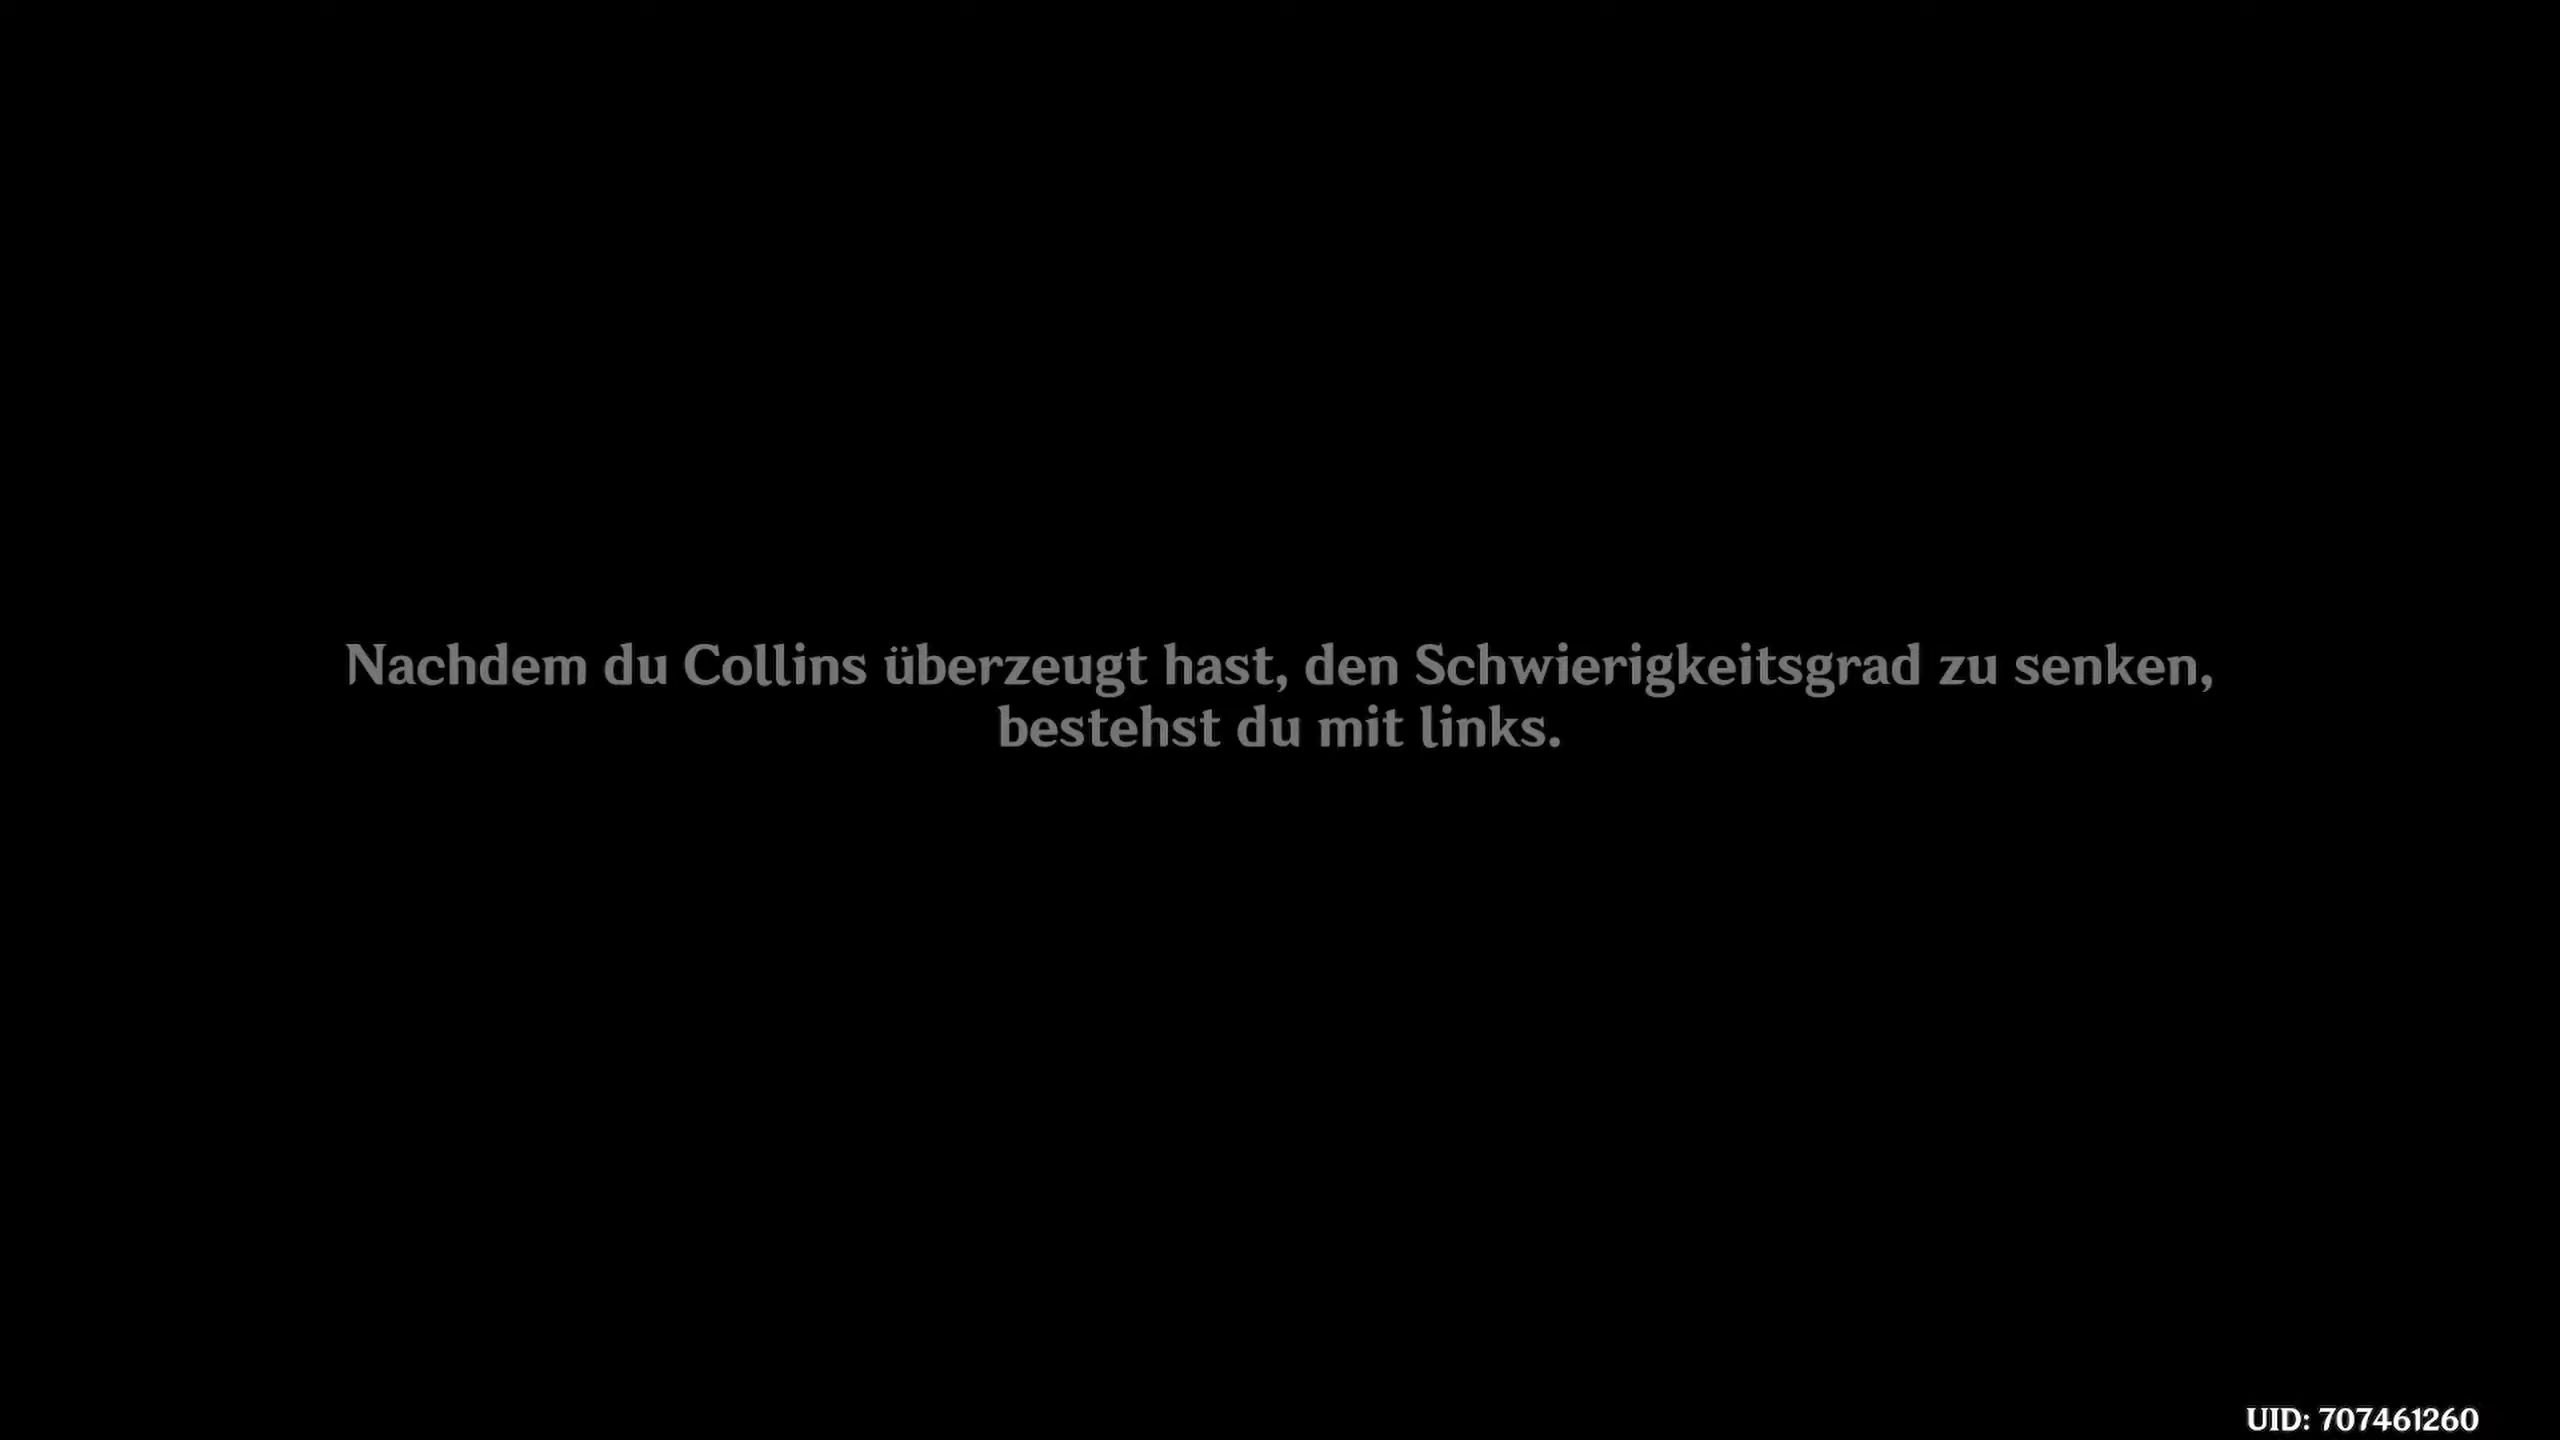 Nachdem du Collins überzeugt hast, den Schwierigkeitsgrad zu senken,
bestehst du mit links.
UID: 707461260